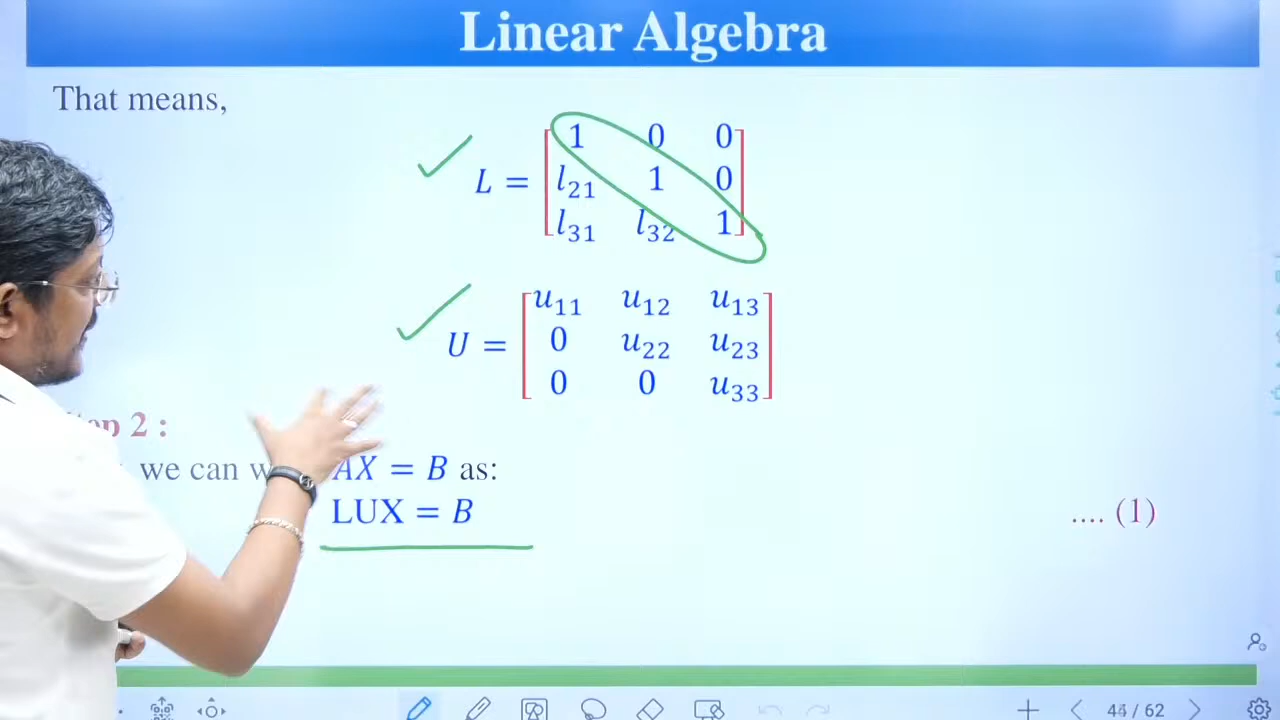 Linear Algebra
That means,
L = [1 0 0
l21 1 0
l31 l32 1]
U = [u11 u12 u13
0 u22 u23
0 0 u33]
2 :
we can AX = B as:
LUX = B .... (1)
44 / 62